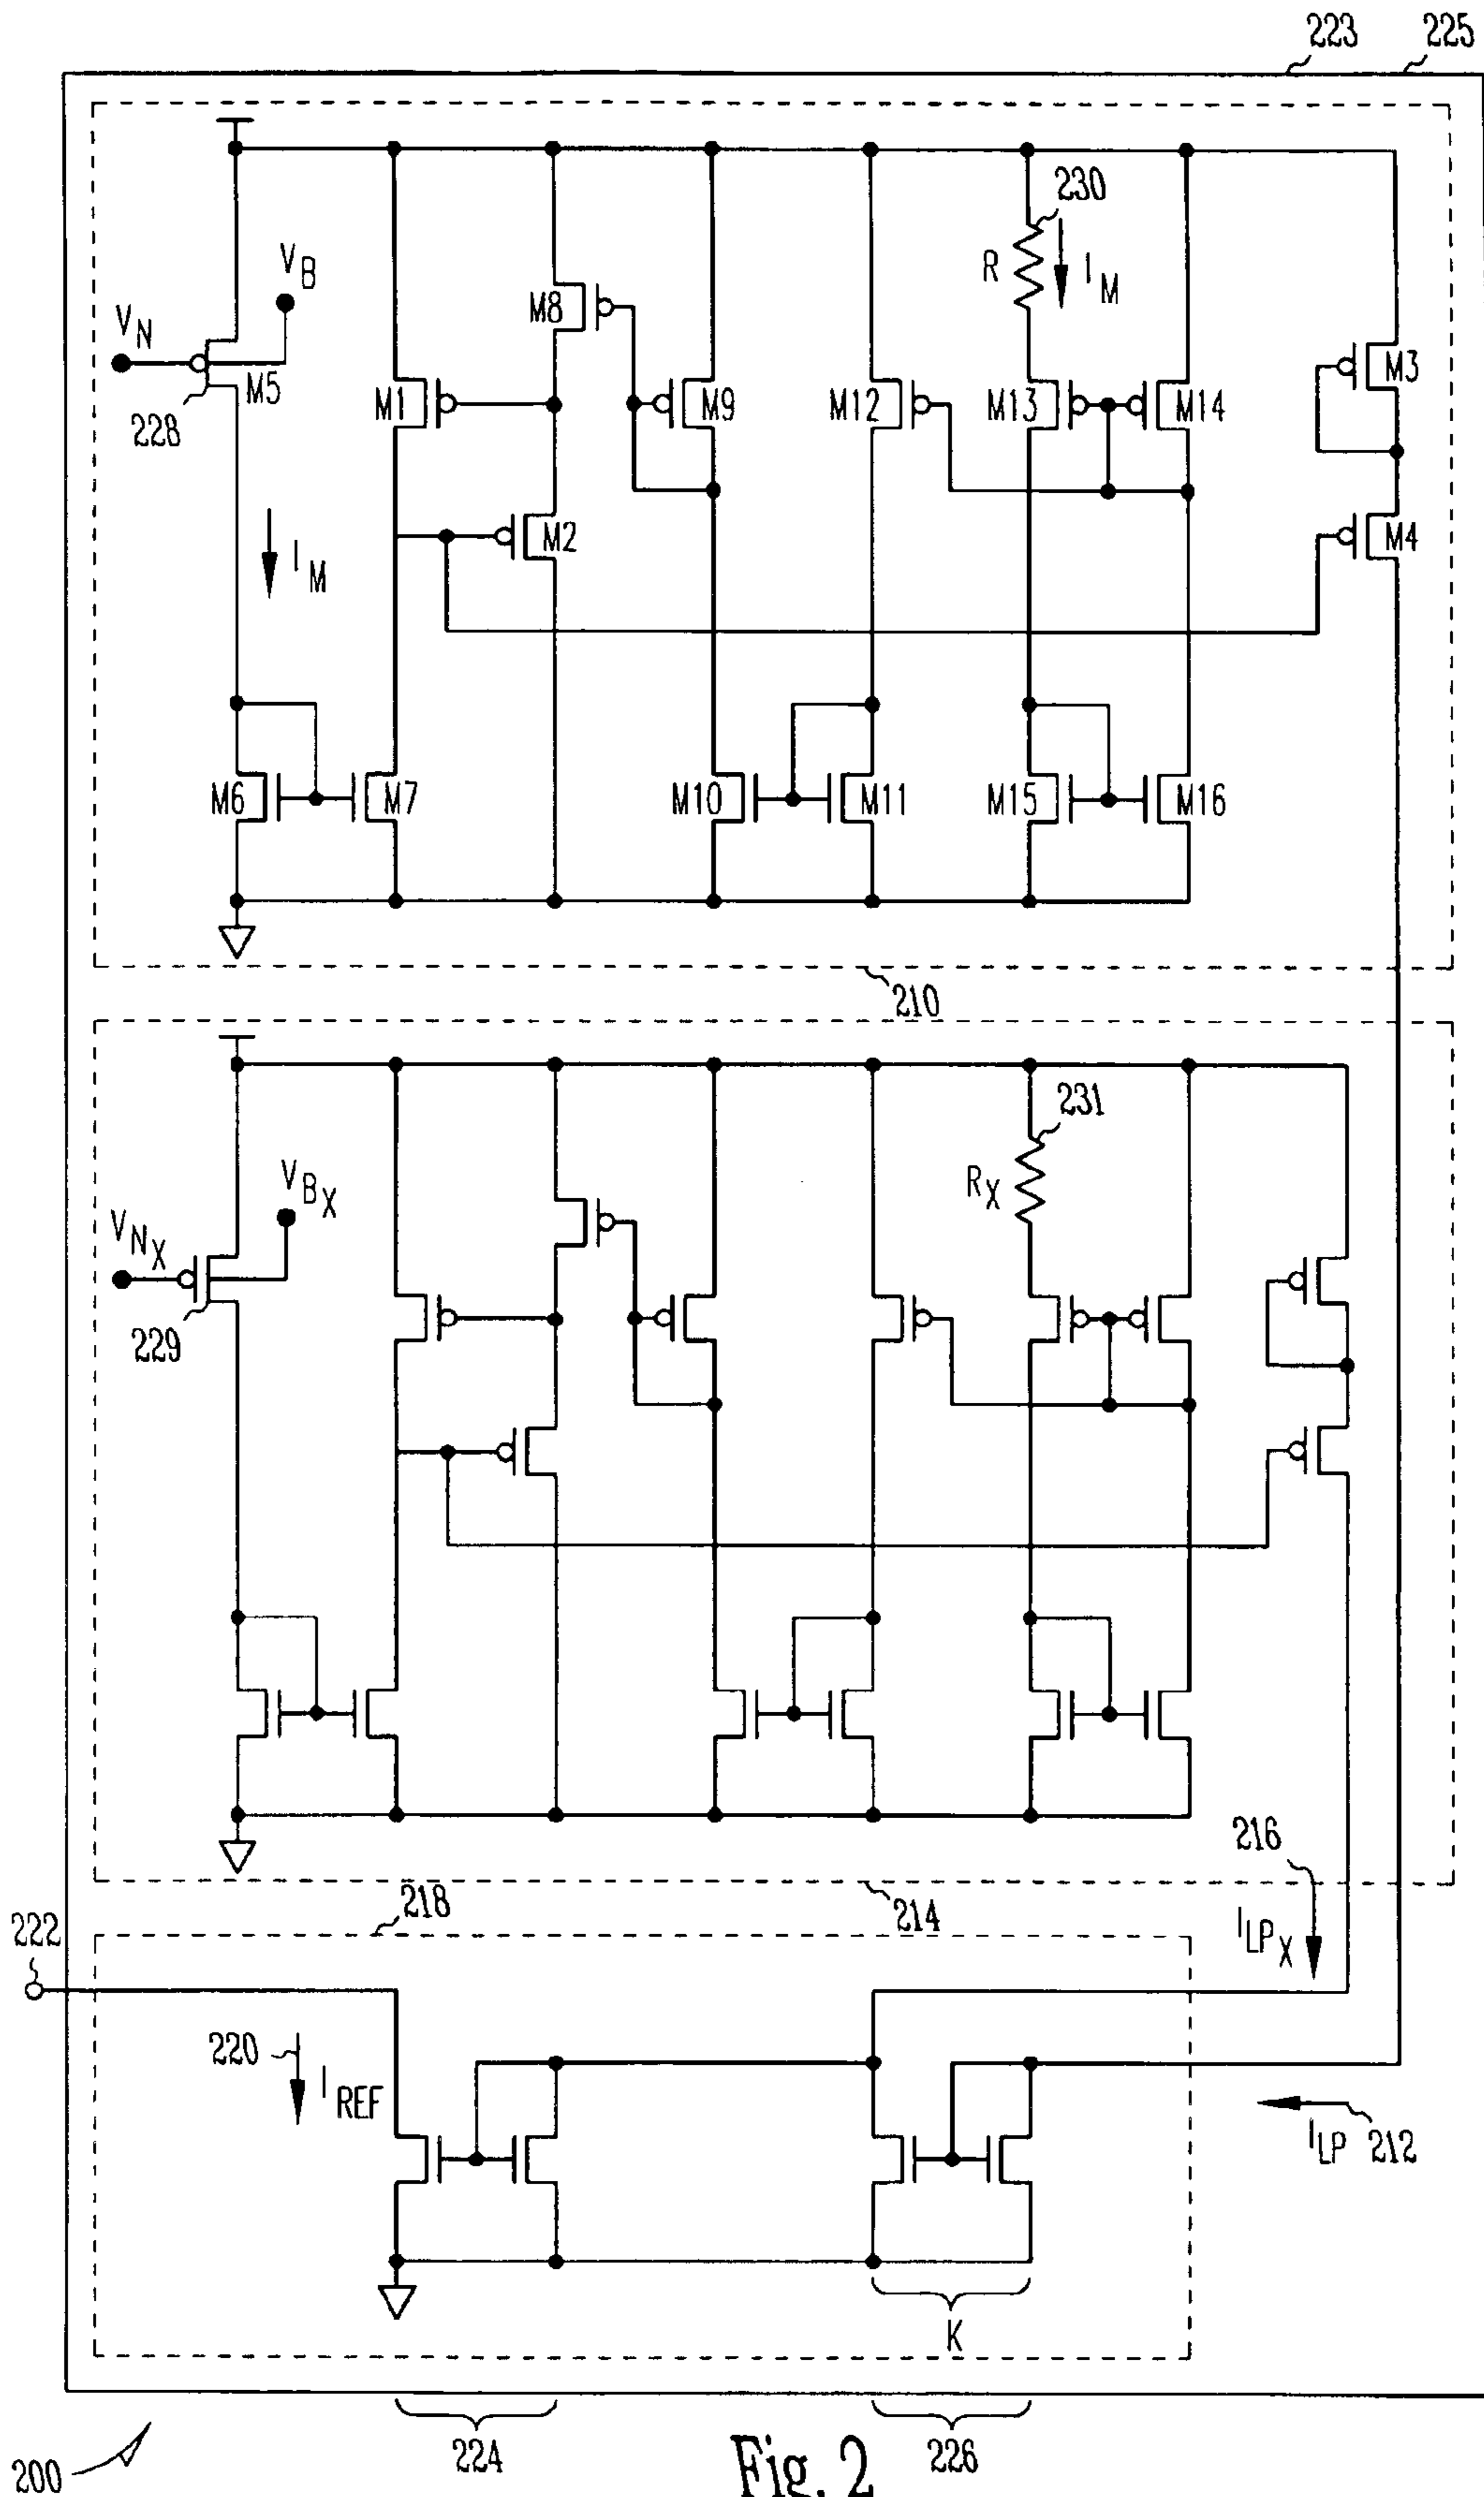 223 225
230
V_B
R
I_M
V_N
M8
M3
M5
M1
M9
M12
M13
M14
228
M2
M4
I_M
M6
M7
M10
M11
M15
M16
210
231
V_BX
R_X
V_NX
229
216
218
214
222
I_LPX
220
I_REF
I_LP 212
K
224
226
200
Fig. 2